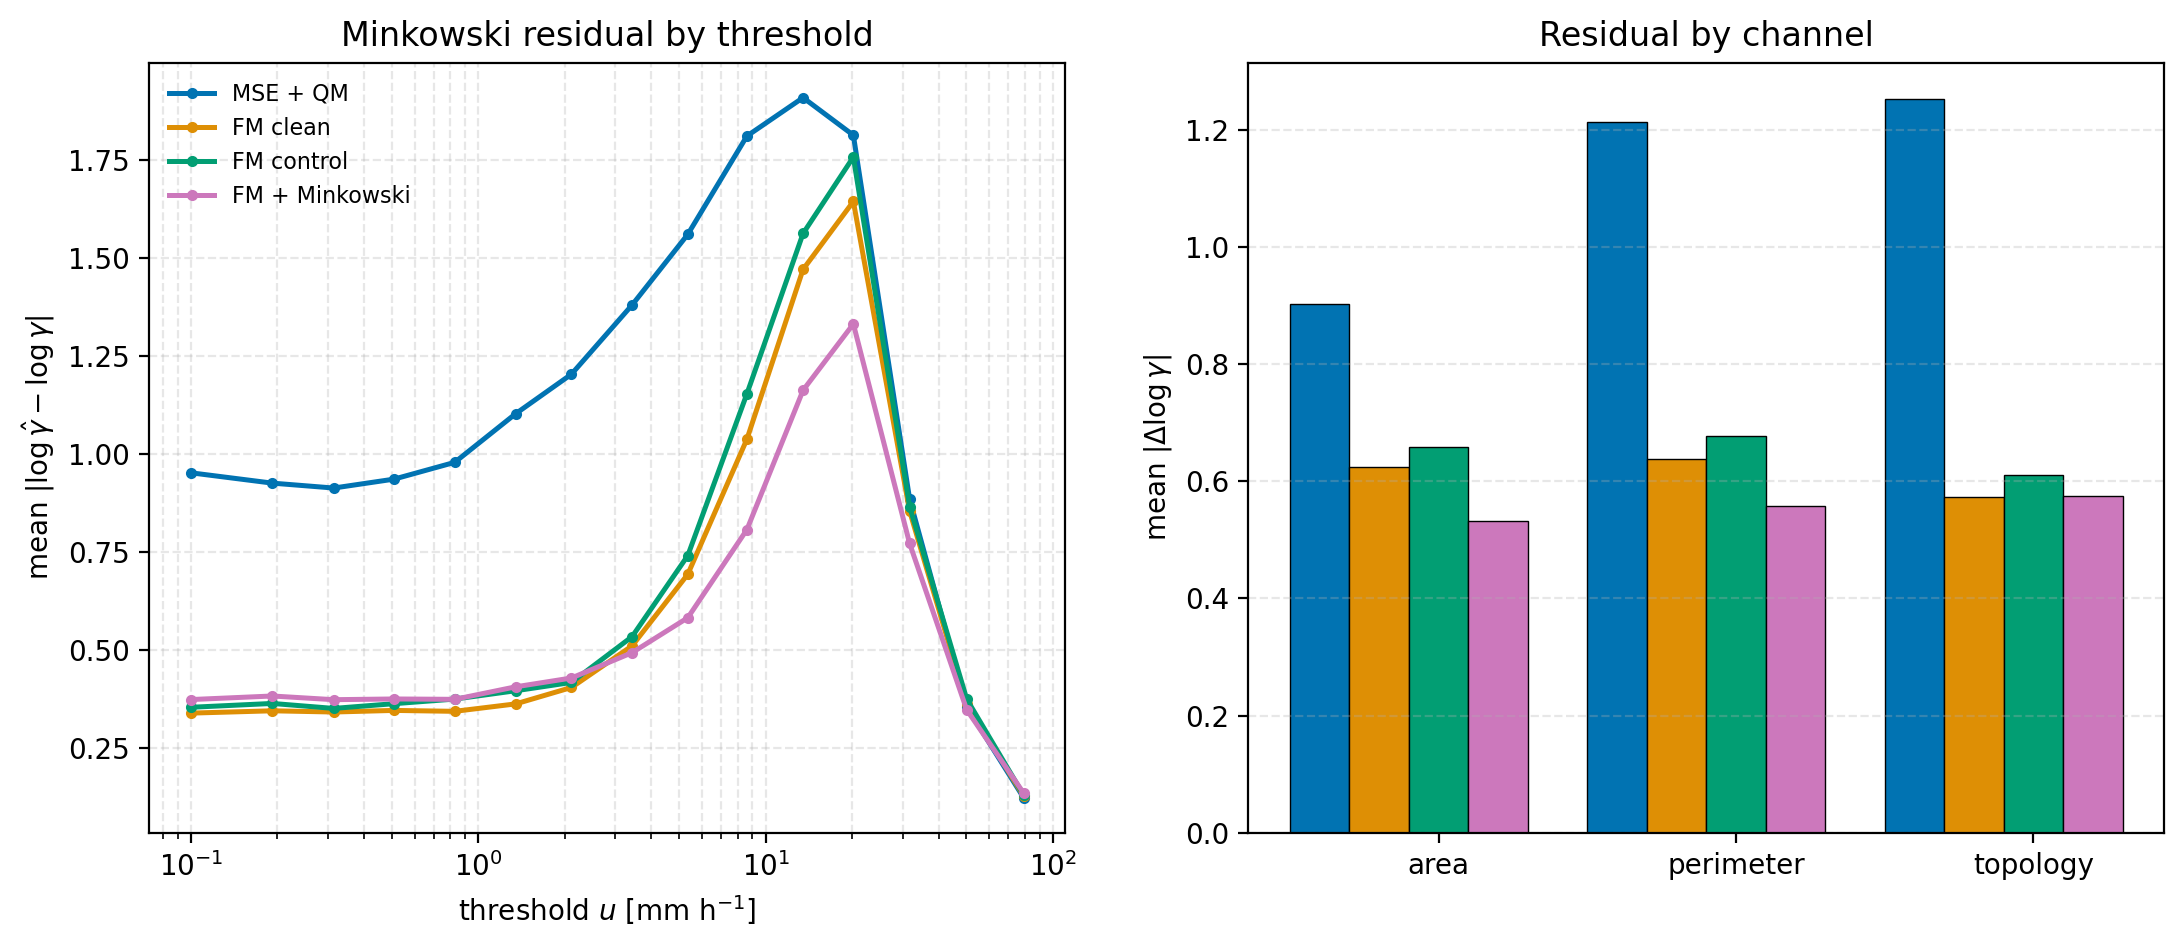 Minkowski residual by threshold
MSE + QM
FM clean
FM control
FM + Minkowski
mean |log γ̂ − log γ|
1.75
1.50
1.25
1.00
0.75
0.50
0.25
10⁻¹ 10⁰ 10¹ 10²
threshold u [mm h⁻¹]
Residual by channel
mean |Δlog γ|
1.2
1.0
0.8
0.6
0.4
0.2
0.0
area perimeter topology